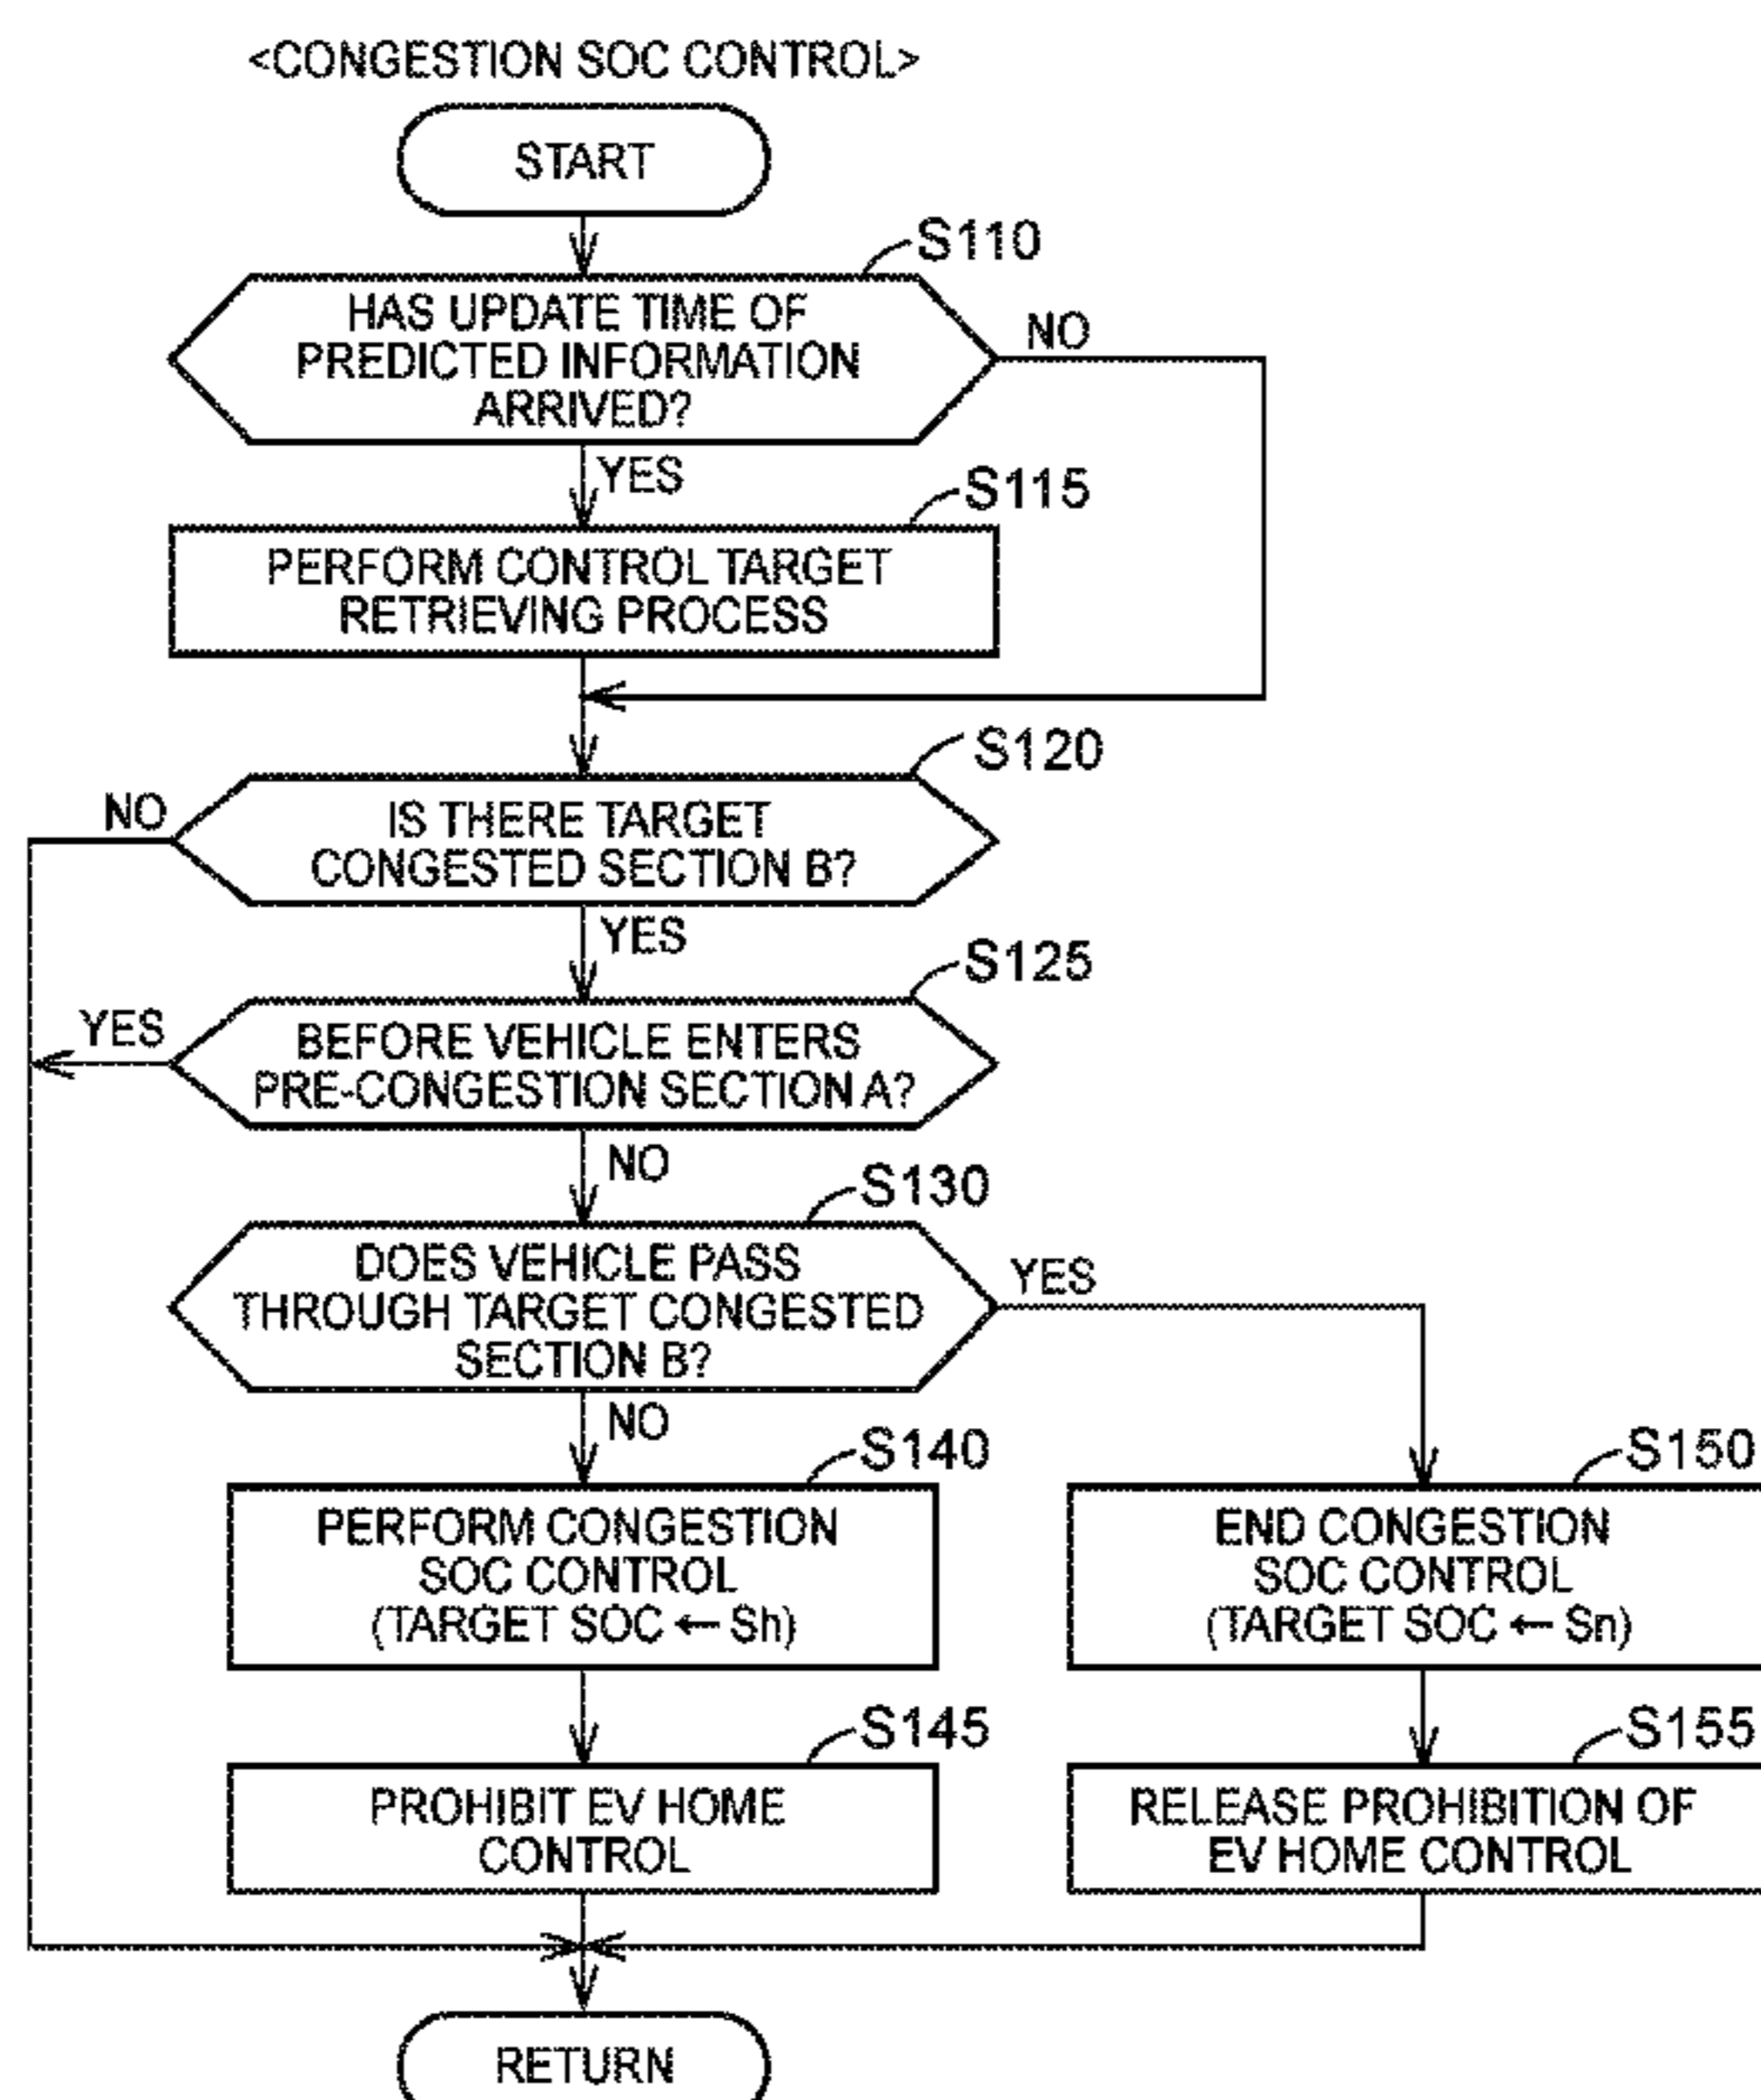 <CONGESTION SOC CONTROL>
START
S110
HAS UPDATE TIME OF
PREDICTED INFORMATION
ARRIVED?
NO
YES
S115
PERFORM CONTROL TARGET
RETRIEVING PROCESS
S120
NO
IS THERE TARGET
CONGESTED SECTION B?
YES
S125
YES
BEFORE VEHICLE ENTERS
PRE-CONGESTION SECTION A?
NO
S130
DOES VEHICLE PASS
THROUGH TARGET CONGESTED
SECTION B?
YES
NO
S140
PERFORM CONGESTION
SOC CONTROL
(TARGET SOC ← Sh)
S150
END CONGESTION
SOC CONTROL
(TARGET SOC ← Sn)
S145
PROHIBIT EV HOME
CONTROL
S155
RELEASE PROHIBITION OF
EV HOME CONTROL
RETURN